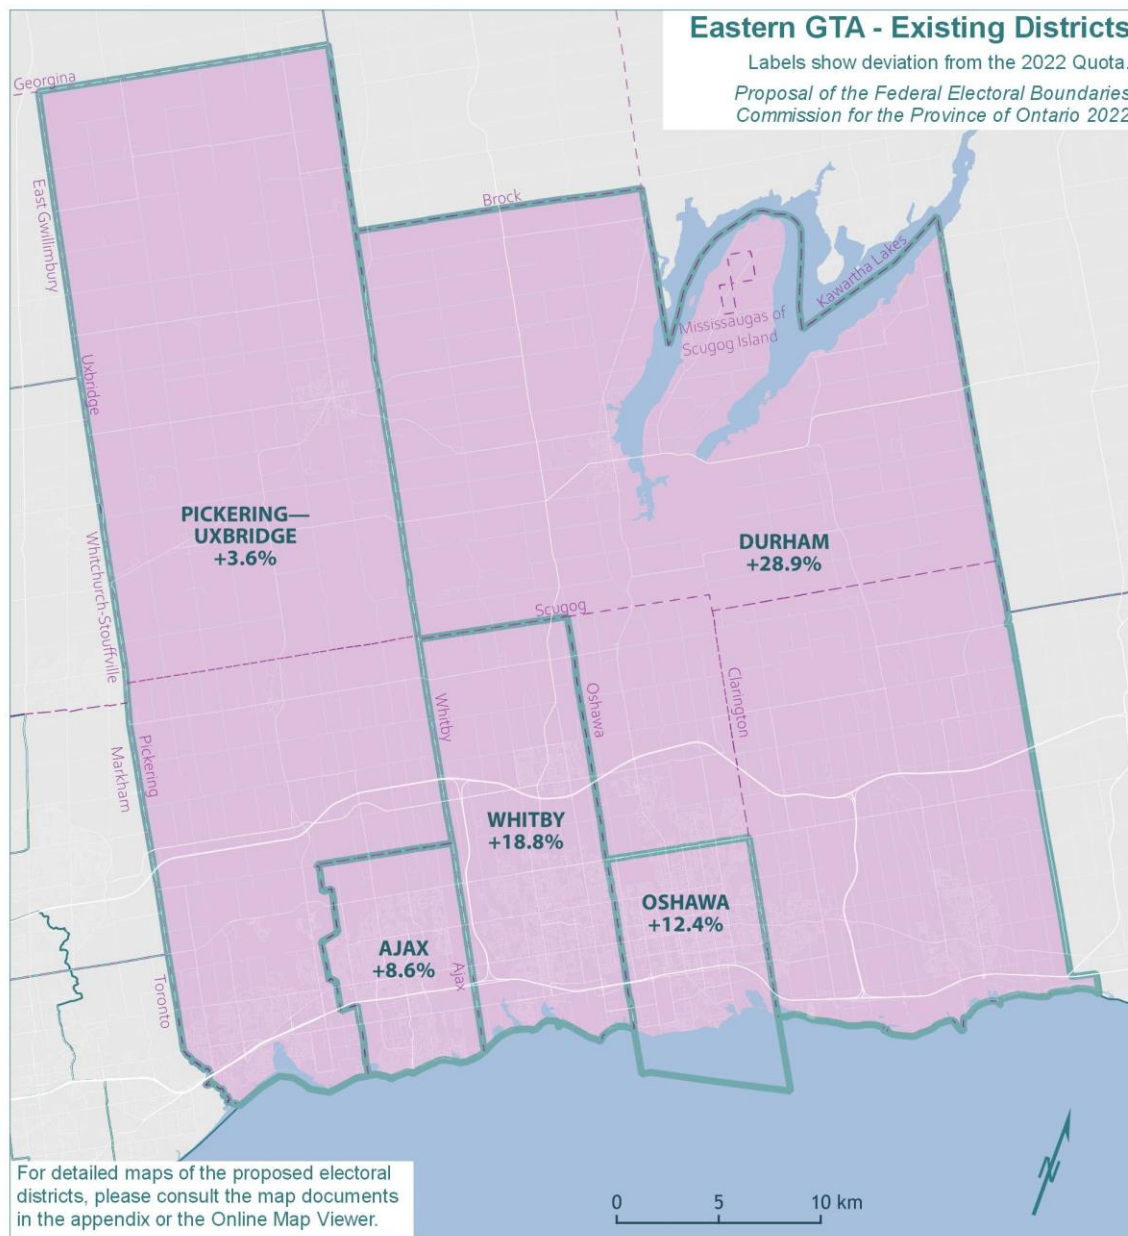 Eastern GTA - Existing Districts
Labels show deviation from the 2022 Quota.
Proposal of the Federal Electoral Boundaries
Commission for the Province of Ontario 2022
Georgina
East Gwillimbury
Brock
Kawartha Lakes
Mississaugas of
Scugog Island
Uxbridge
PICKERING—
UXBRIDGE
+3.6%
DURHAM
+28.9%
Whitchurch-Stouffville
Scugog
Whitby
Oshawa
Clarington
Pickering
Markham
WHITBY
+18.8%
OSHAWA
+12.4%
AJAX
+8.6%
Ajax
Toronto
For detailed maps of the proposed electoral
districts, please consult the map documents
in the appendix or the Online Map Viewer.
0 5 10 km
N